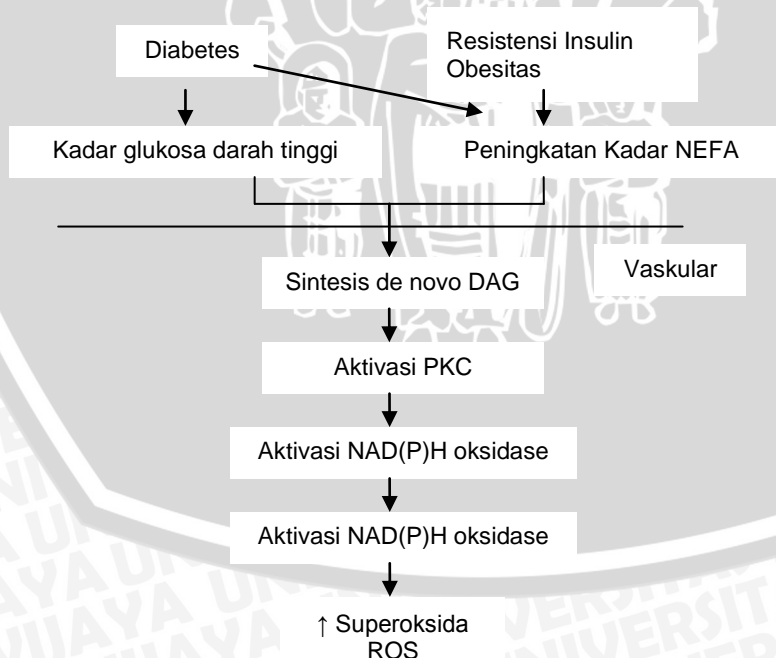 Diabetes
Resistensi Insulin
Obesitas
Kadar glukosa darah tinggi
Peningkatan Kadar NEFA
Vaskular
Sintesis de novo DAG
Aktivasi PKC
Aktivasi NAD(P)H oksidase
Aktivasi NAD(P)H oksidase
↑ Superoksida
ROS